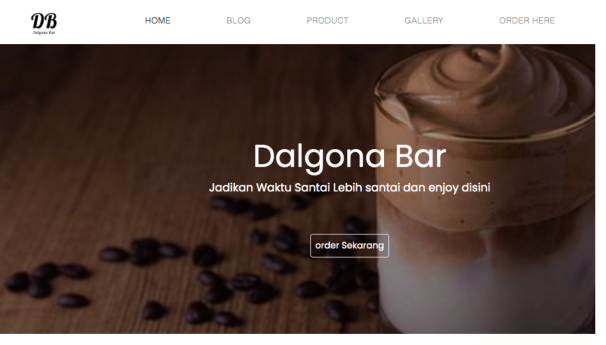 DB
Dalgona Bar
HOME
BLOG
PRODUCT
GALLERY
ORDER HERE
Dalgona Bar
Jadikan Waktu Santai Lebih santai dan enjoy disini
order Sekarang